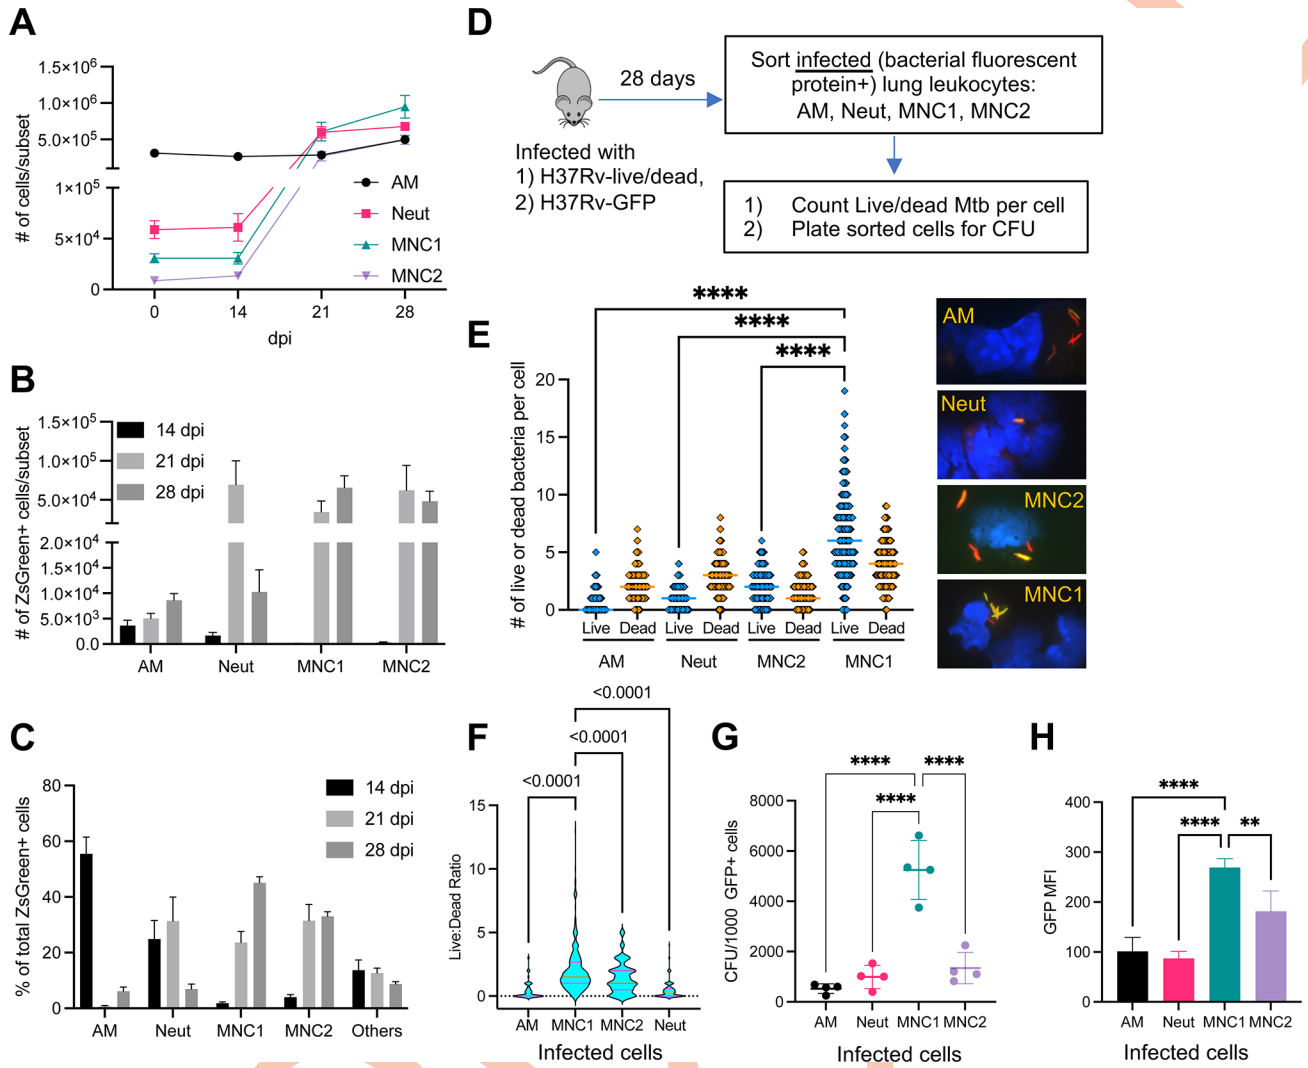 A
1.5×10⁶
1.0×10⁶
5.0×10⁵
1×10⁵
5×10⁴
0
# of cells/subset
AM
Neut
MNC1
MNC2
0 14 21 28
dpi
D
28 days
Infected with
1) H37Rv-live/dead,
2) H37Rv-GFP
Sort infected (bacterial fluorescent
protein+) lung leukocytes:
AM, Neut, MNC1, MNC2
1) Count Live/dead Mtb per cell
2) Plate sorted cells for CFU
B
1.5×10⁵
1.0×10⁵
5.0×10⁴
2.0×10⁴
1.5×10⁴
1.0×10⁴
5.0×10³
0.0
# of ZsGreen+ cells/subset
14 dpi
21 dpi
28 dpi
AM Neut MNC1 MNC2
E
****
****
****
# of live or dead bacteria per cell
20
15
10
5
0
Live Dead Live Dead Live Dead Live Dead
AM Neut MNC2 MNC1
AM
Neut
MNC2
MNC1
C
80
60
40
20
0
% of total ZsGreen+ cells
14 dpi
21 dpi
28 dpi
AM Neut MNC1 MNC2 Others
F
<0.0001
<0.0001
<0.0001
15
10
5
0
Live:Dead Ratio
AM MNC1 MNC2 Neut
Infected cells
G
**** ****
****
8000
6000
4000
2000
0
CFU/1000 GFP+ cells
AM Neut MNC1 MNC2
Infected cells
H
****
**** **
400
300
200
100
0
GFP MFI
AM Neut MNC1 MNC2
Infected cells